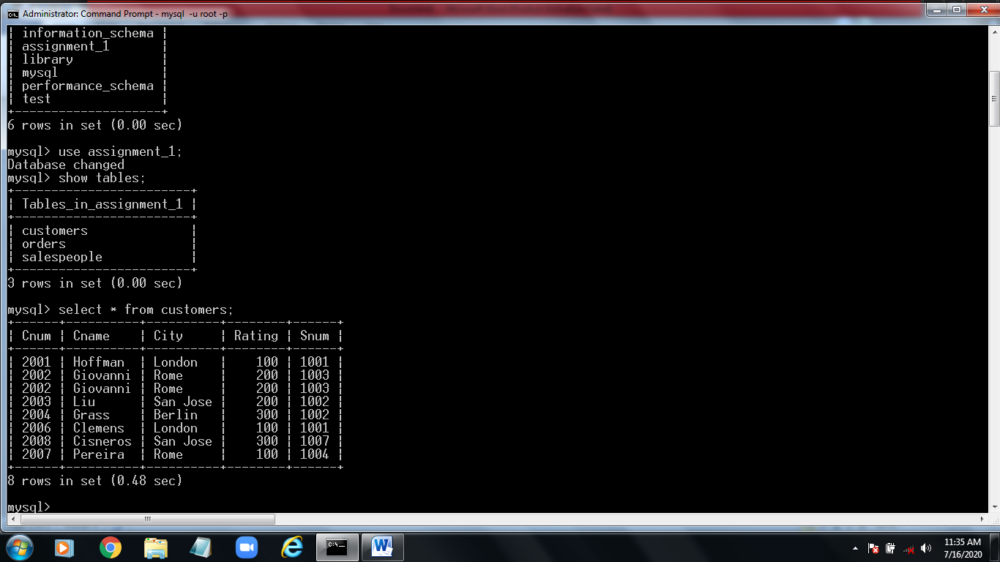 Administrator: Command Prompt - mysql  -u root -p
| information_schema |
| assignment_1       |
| library            |
| mysql              |
| performance_schema |
| test               |
+--------------------+
6 rows in set (0.00 sec)
mysql> use assignment_1;
Database changed
mysql> show tables;
+------------------------+
| Tables_in_assignment_1 |
+------------------------+
| customers              |
| orders                 |
| salespeople            |
+------------------------+
3 rows in set (0.00 sec)
mysql> select * from customers;
+------+----------+----------+--------+------+
| Cnum | Cname    | City     | Rating | Snum |
+------+----------+----------+--------+------+
| 2001 | Hoffman  | London   |    100 | 1001 |
| 2002 | Giovanni | Rome     |    200 | 1003 |
| 2002 | Giovanni | Rome     |    200 | 1003 |
| 2003 | Liu      | San Jose |    200 | 1002 |
| 2004 | Grass    | Berlin   |    300 | 1002 |
| 2006 | Clemens  | London   |    100 | 1001 |
| 2008 | Cisneros | San Jose |    300 | 1007 |
| 2007 | Pereira  | Rome     |    100 | 1004 |
+------+----------+----------+--------+------+
8 rows in set (0.48 sec)
mysql>
11:35 AM
7/16/2020